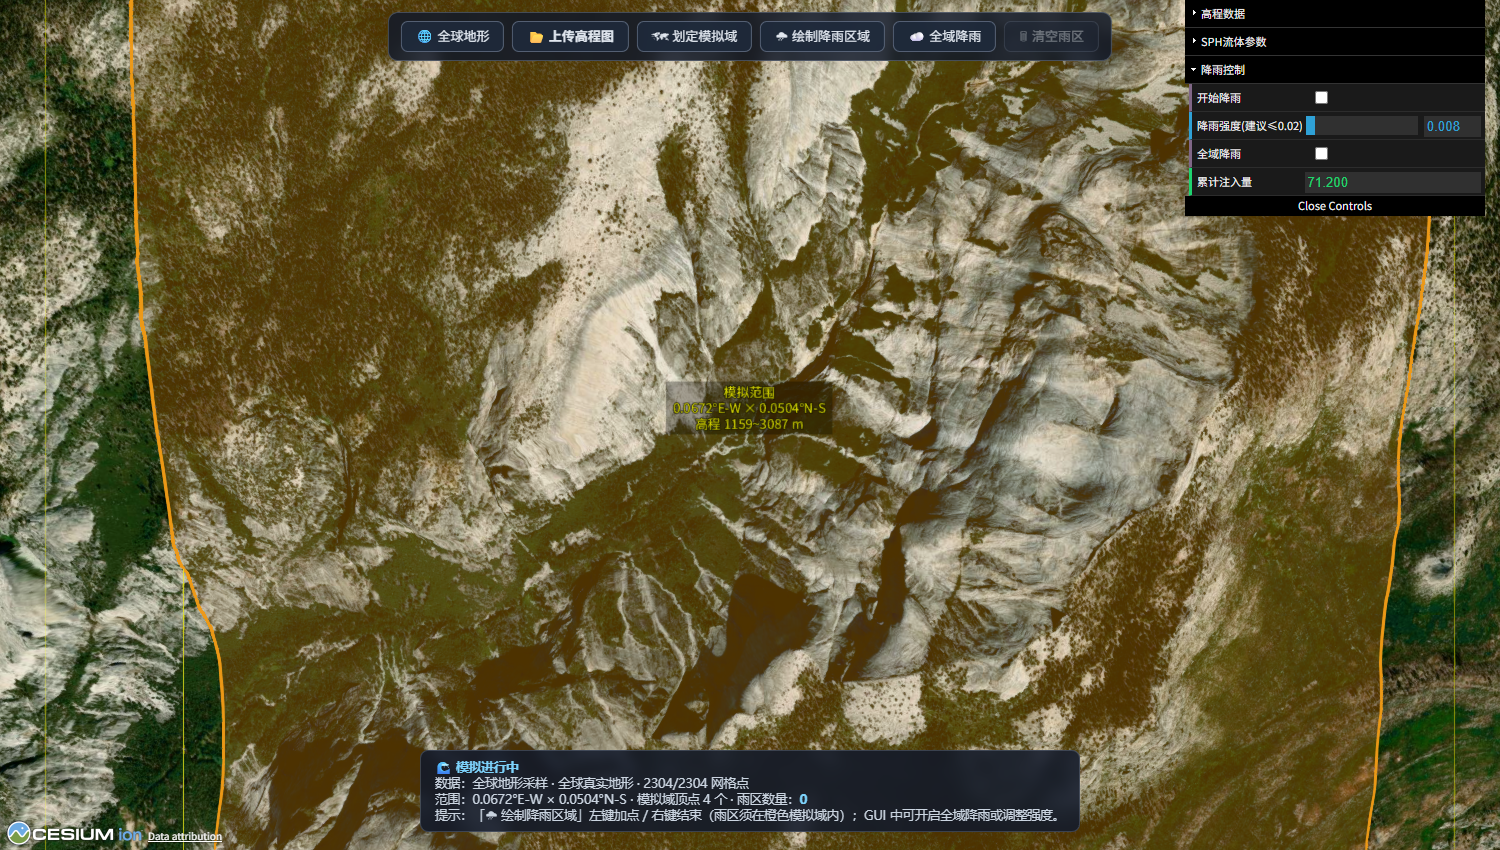 全球地形
上传高程图
划定模拟域
绘制降雨区域
全域降雨
清空雨区
高程数据
SPH流体参数
降雨控制
开始降雨
降雨强度(建议≤0.02)
0.008
全域降雨
累计注入量
71.200
Close Controls
模拟范围
0.0672°E-W × 0.0504°N-S
高程 1159~3087 m
模拟进行中
数据：全球地形采样 · 全球真实地形 · 2304/2304 网格点
范围：0.0672°E-W × 0.0504°N-S · 模拟域顶点 4 个 · 雨区数量：0
提示：「🌧 绘制降雨区域」左键加点 / 右键结束（雨区须在橙色模拟域内）；GUI 中可开启全域降雨或调整强度。
CESIUM ion Data attribution